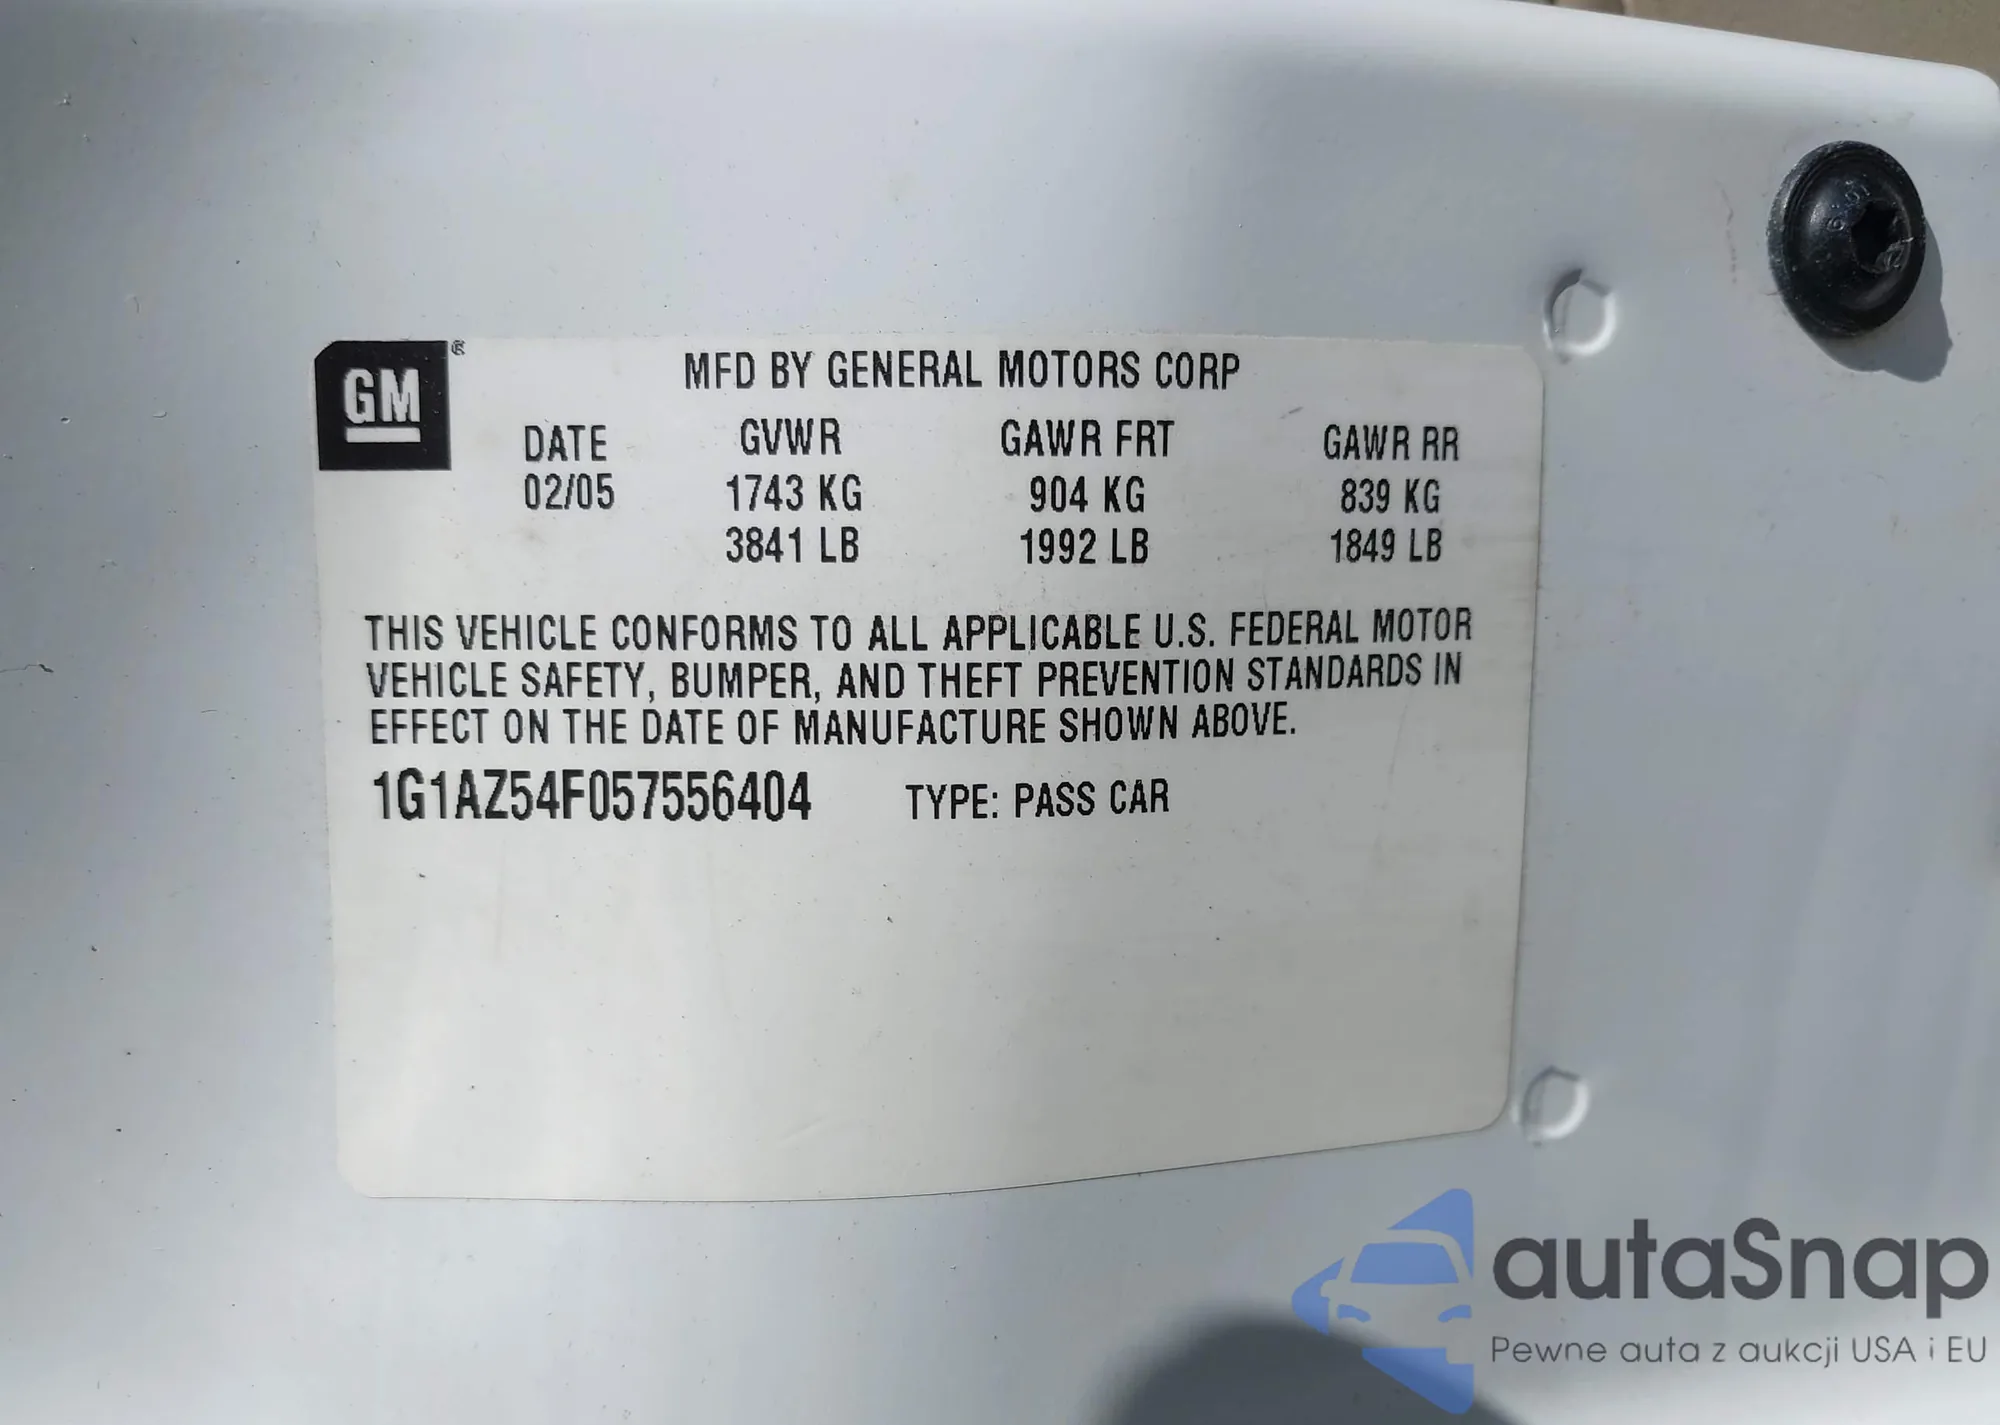 GM®
MFD BY GENERAL MOTORS CORP
DATE GVWR GAWR FRT GAWR RR
02/05 1743 KG 904 KG 839 KG
3841 LB 1992 LB 1849 LB
THIS VEHICLE CONFORMS TO ALL APPLICABLE U.S. FEDERAL MOTOR
VEHICLE SAFETY, BUMPER, AND THEFT PREVENTION STANDARDS IN
EFFECT ON THE DATE OF MANUFACTURE SHOWN ABOVE.
1G1AZ54F057556404 TYPE: PASS CAR
autaSnap
Pewne auta z aukcji USA i EU